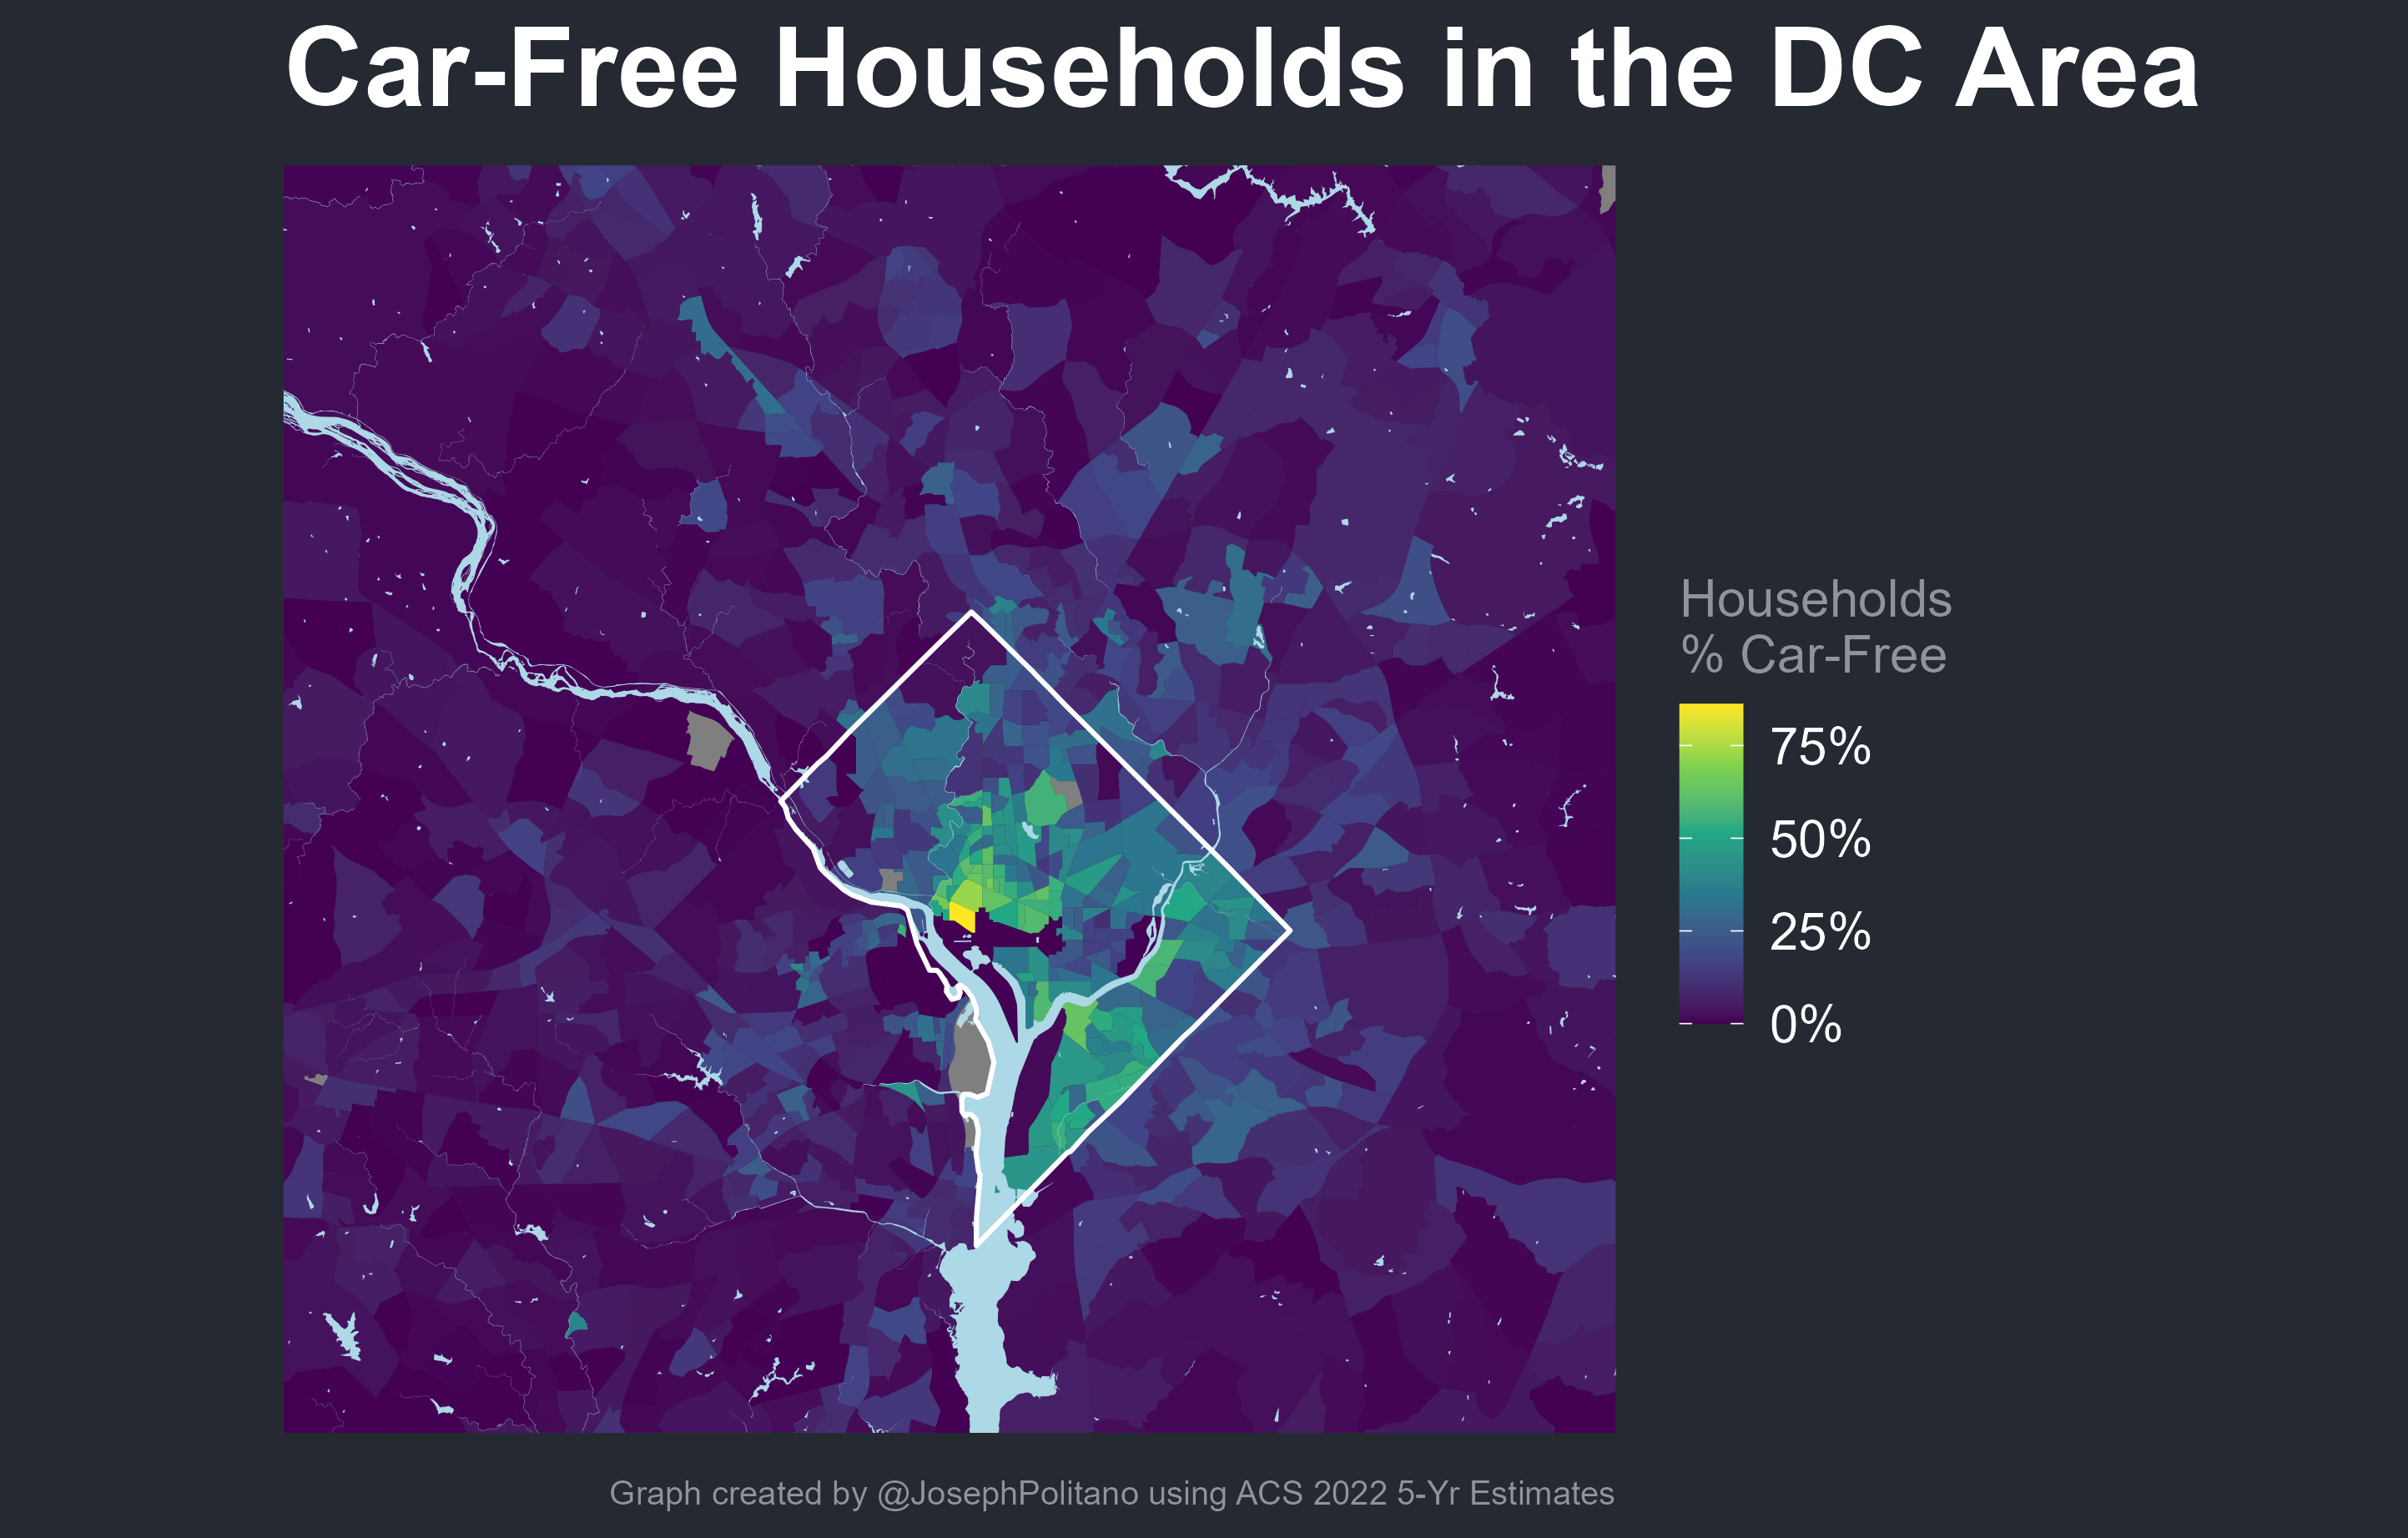 Car-Free Households in the DC Area
Households
% Car-Free
75%
50%
25%
0%
Graph created by @JosephPolitano using ACS 2022 5-Yr Estimates